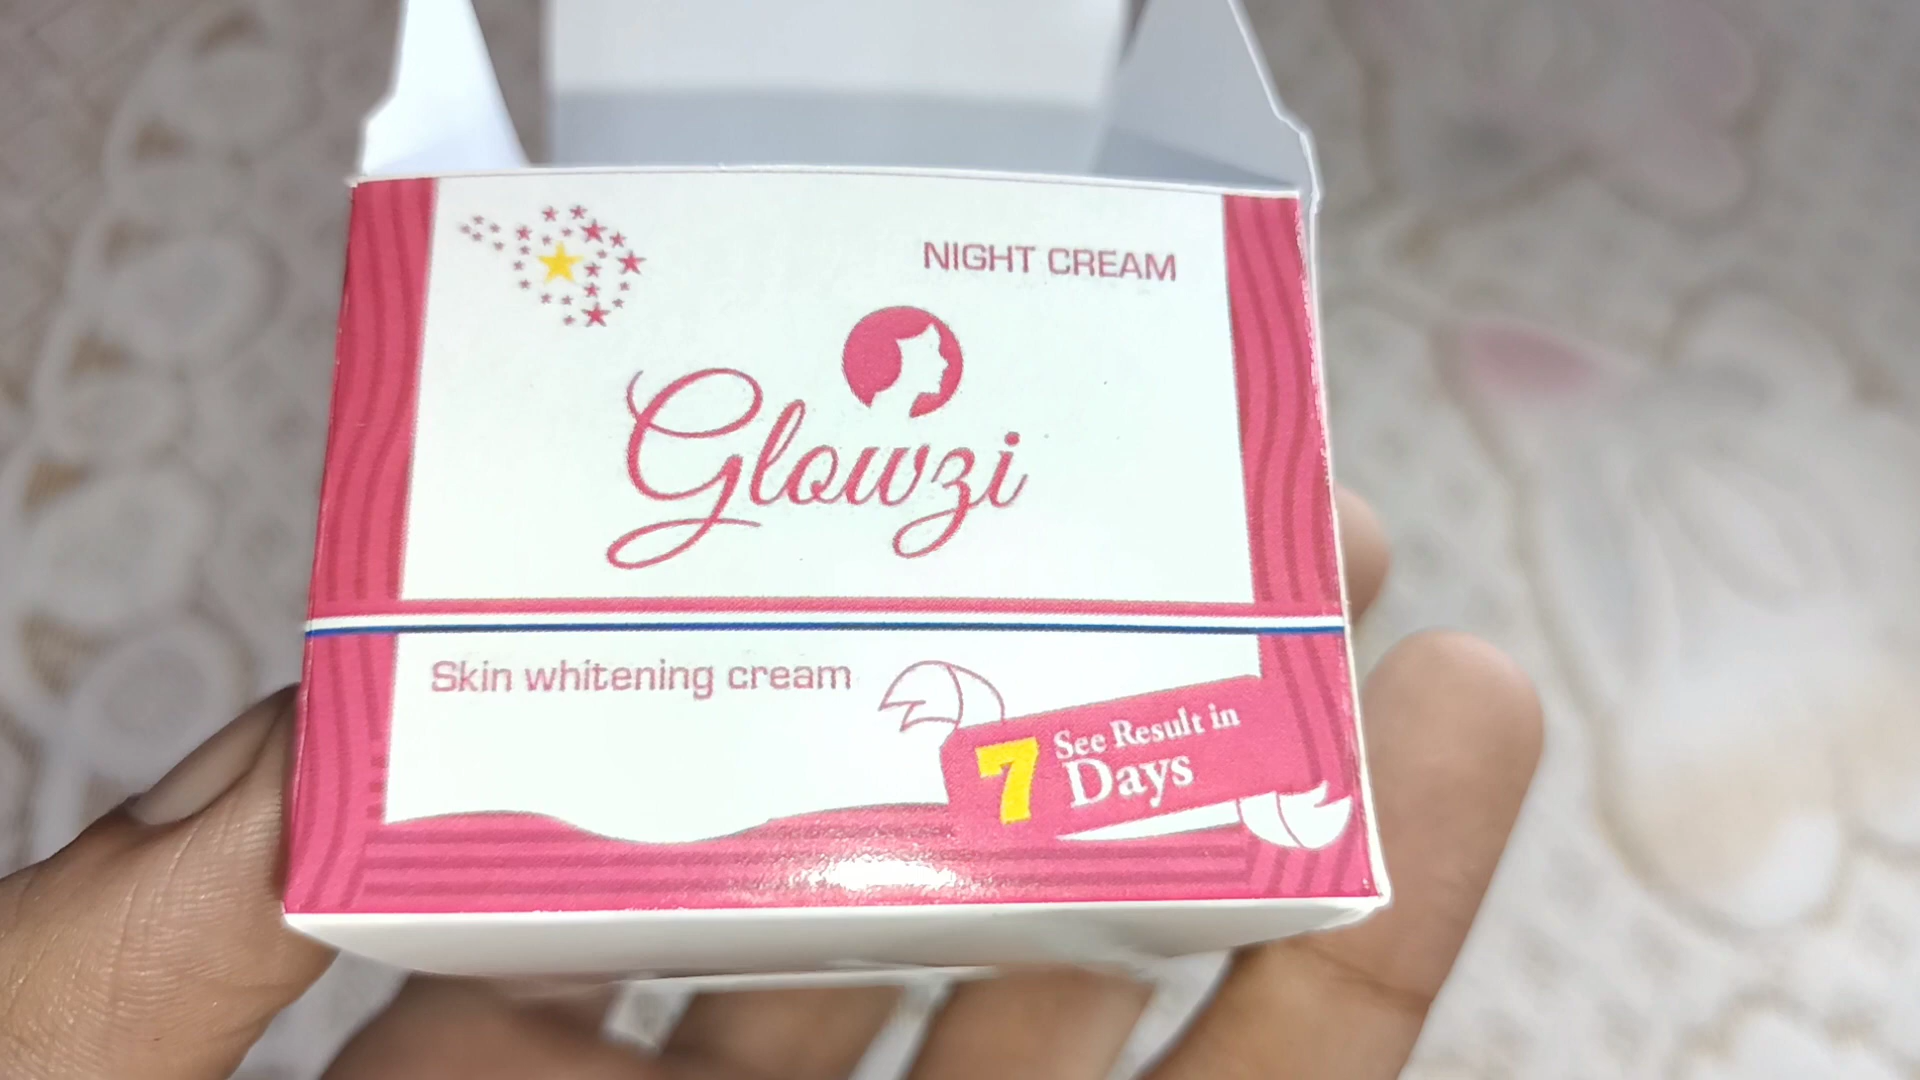 NIGHT CREAM
Glowzi
Skin whitening cream
7 See Result in
Days